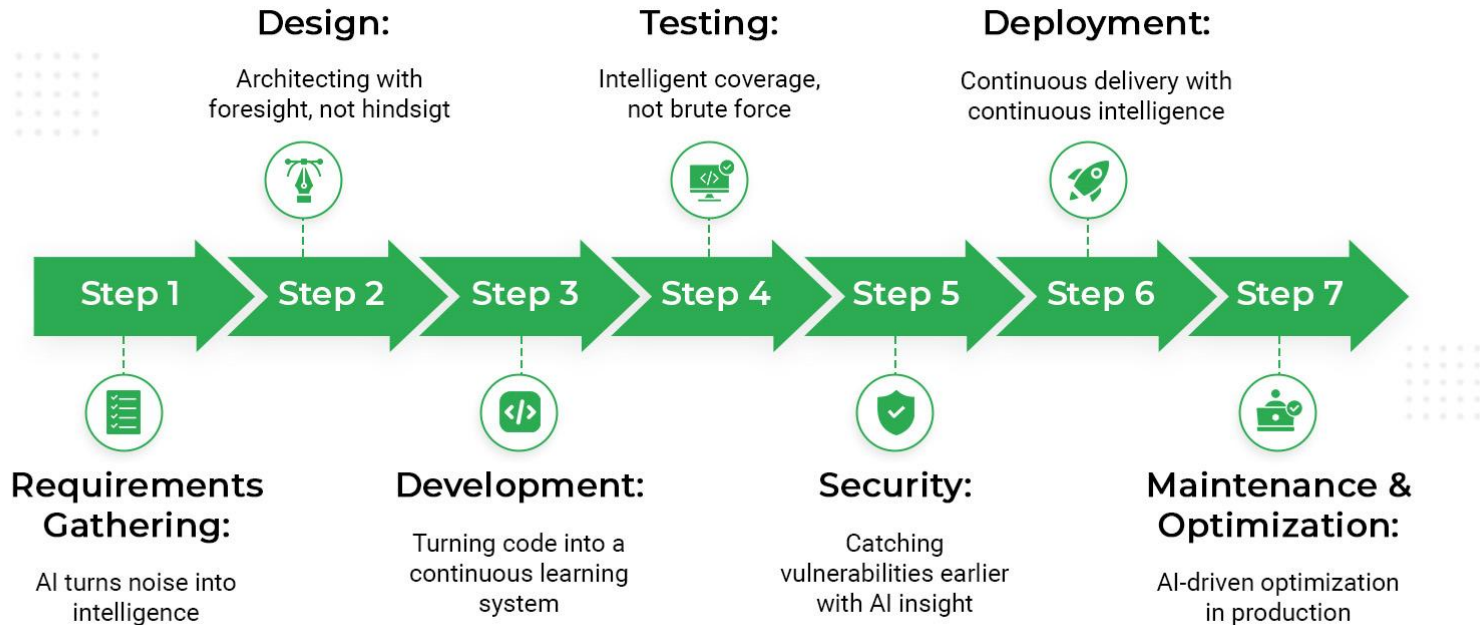 Design:
Architecting with
foresight, not hindsigt
Testing:
Intelligent coverage,
not brute force
Deployment:
Continuous delivery with
continuous intelligence
</>
Step 1
Step 2
Step 3
Step 4
Step 5
Step 6
Step 7
</>
Requirements
Gathering:
AI turns noise into
intelligence
Development:
Turning code into a
continuous learning
system
Security:
Catching
vulnerabilities earlier
with AI insight
Maintenance &
Optimization:
AI-driven optimization
in production